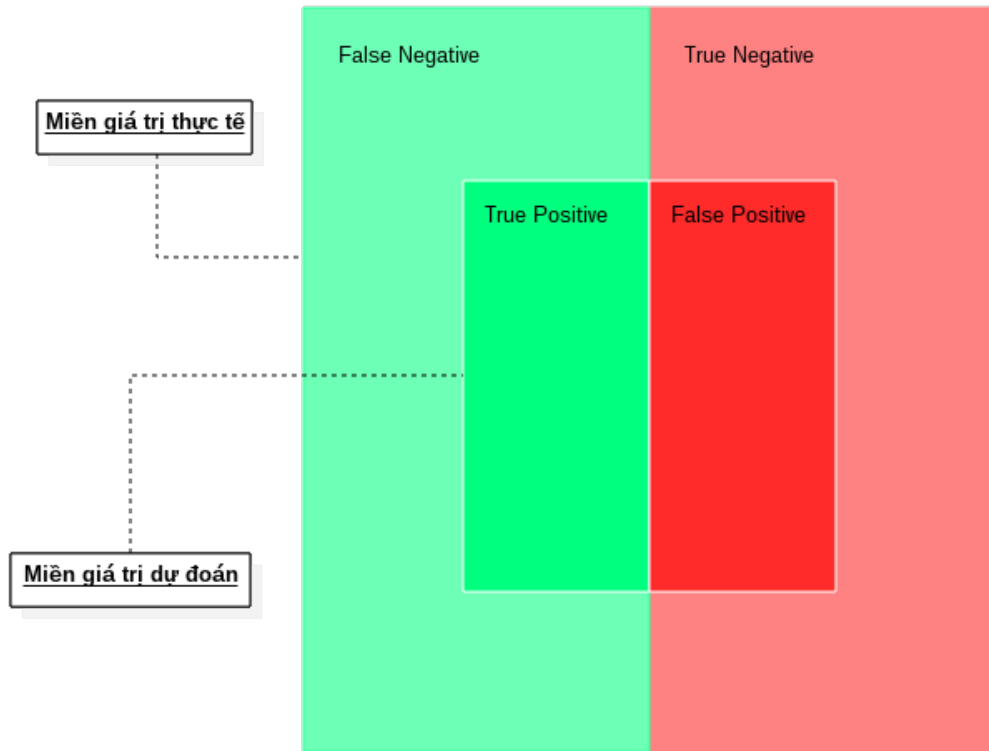 False Negative
True Negative
Miền giá trị thực tế
True Positive
False Positive
Miền giá trị dự đoán